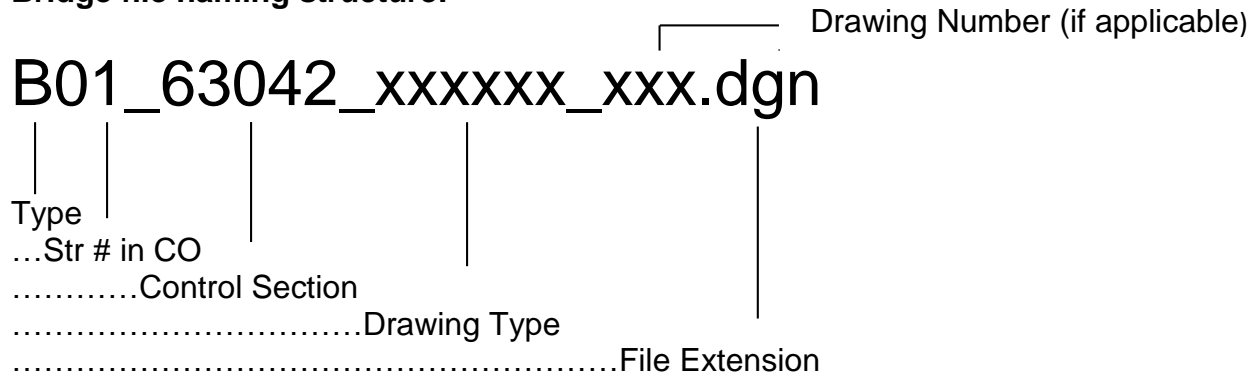 Drawing Number (if applicable)
B01_63042_xxxxxx_xxx.dgn
Type
…Str # in CO
…………Control Section
……………………………Drawing Type
…………………………………………………File Extension